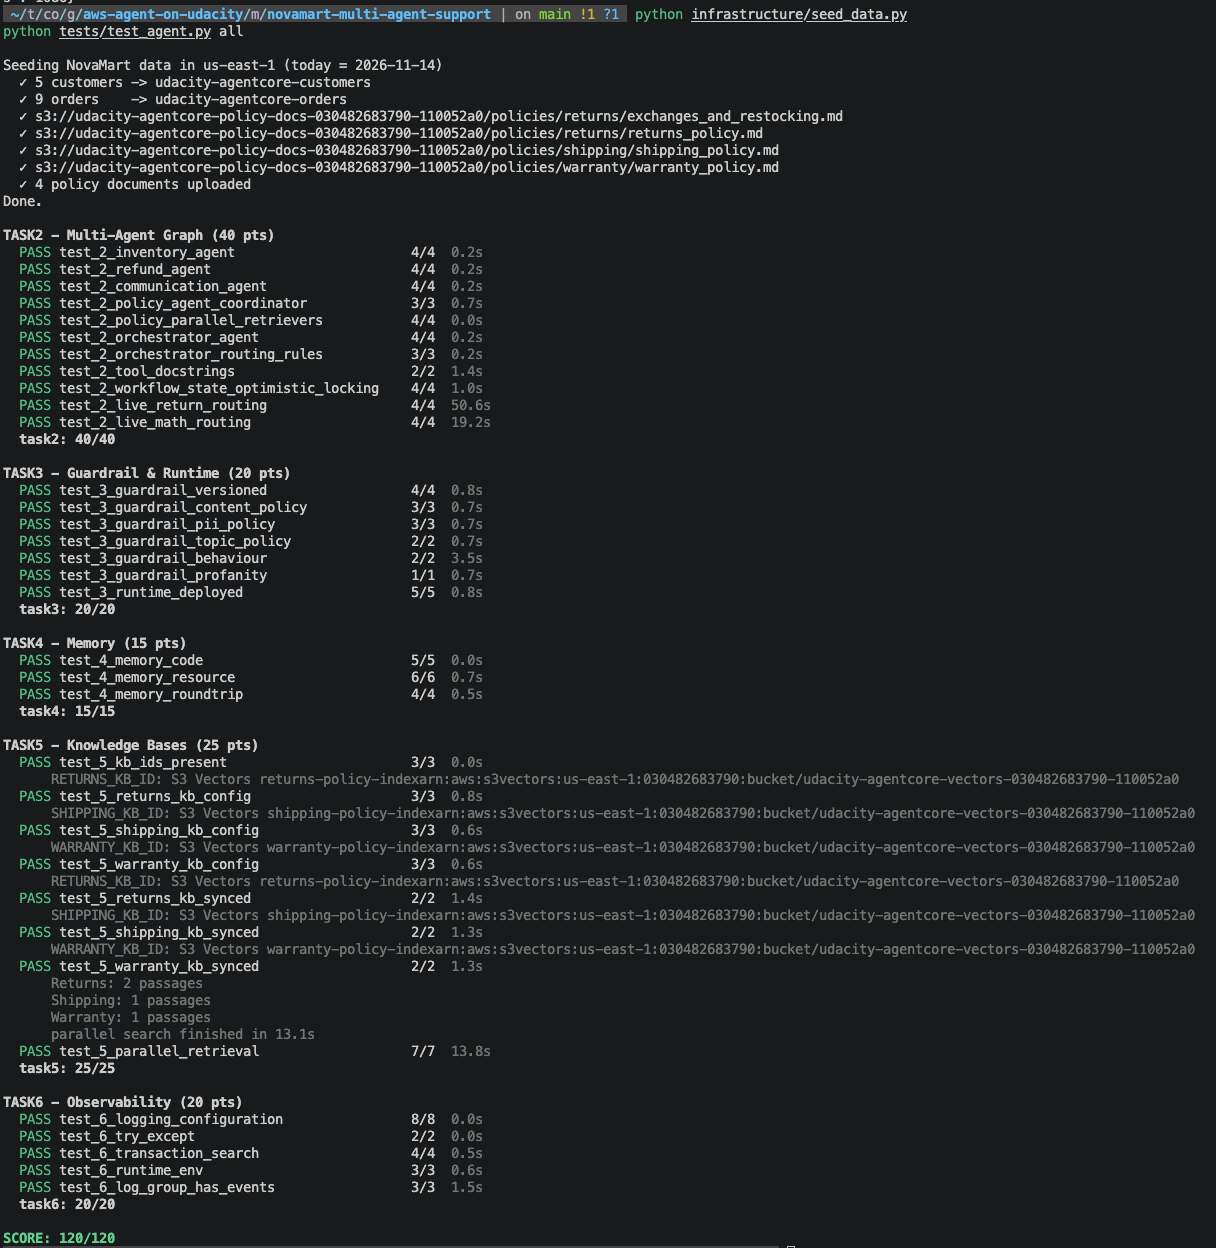 ~/t/co/g/aws-agent-on-udacity/m/novamart-multi-agent-support | on main !1 ?1 python infrastructure/seed_data.py
python tests/test_agent.py all
Seeding NovaMart data in us-east-1 (today = 2026-11-14)
✓ 5 customers -> udacity-agentcore-customers
✓ 9 orders    -> udacity-agentcore-orders
✓ s3://udacity-agentcore-policy-docs-030482683790-110052a0/policies/returns/exchanges_and_restocking.md
✓ s3://udacity-agentcore-policy-docs-030482683790-110052a0/policies/returns/returns_policy.md
✓ s3://udacity-agentcore-policy-docs-030482683790-110052a0/policies/shipping/shipping_policy.md
✓ s3://udacity-agentcore-policy-docs-030482683790-110052a0/policies/warranty/warranty_policy.md
✓ 4 policy documents uploaded
Done.
TASK2 - Multi-Agent Graph (40 pts)
PASS test_2_inventory_agent 4/4 0.2s
PASS test_2_refund_agent 4/4 0.2s
PASS test_2_communication_agent 4/4 0.2s
PASS test_2_policy_agent_coordinator 3/3 0.7s
PASS test_2_policy_parallel_retrievers 4/4 0.0s
PASS test_2_orchestrator_agent 4/4 0.2s
PASS test_2_orchestrator_routing_rules 3/3 0.2s
PASS test_2_tool_docstrings 2/2 1.4s
PASS test_2_workflow_state_optimistic_locking 4/4 1.0s
PASS test_2_live_return_routing 4/4 50.6s
PASS test_2_live_math_routing 4/4 19.2s
task2: 40/40
TASK3 - Guardrail & Runtime (20 pts)
PASS test_3_guardrail_versioned 4/4 0.8s
PASS test_3_guardrail_content_policy 3/3 0.7s
PASS test_3_guardrail_pii_policy 3/3 0.7s
PASS test_3_guardrail_topic_policy 2/2 0.7s
PASS test_3_guardrail_behaviour 2/2 3.5s
PASS test_3_guardrail_profanity 1/1 0.7s
PASS test_3_runtime_deployed 5/5 0.8s
task3: 20/20
TASK4 - Memory (15 pts)
PASS test_4_memory_code 5/5 0.0s
PASS test_4_memory_resource 6/6 0.7s
PASS test_4_memory_roundtrip 4/4 0.5s
task4: 15/15
TASK5 - Knowledge Bases (25 pts)
PASS test_5_kb_ids_present 3/3 0.0s
RETURNS_KB_ID: S3 Vectors returns-policy-indexarn:aws:s3vectors:us-east-1:030482683790:bucket/udacity-agentcore-vectors-030482683790-110052a0
PASS test_5_returns_kb_config 3/3 0.8s
SHIPPING_KB_ID: S3 Vectors shipping-policy-indexarn:aws:s3vectors:us-east-1:030482683790:bucket/udacity-agentcore-vectors-030482683790-110052a0
PASS test_5_shipping_kb_config 3/3 0.6s
WARRANTY_KB_ID: S3 Vectors warranty-policy-indexarn:aws:s3vectors:us-east-1:030482683790:bucket/udacity-agentcore-vectors-030482683790-110052a0
PASS test_5_warranty_kb_config 3/3 0.6s
RETURNS_KB_ID: S3 Vectors returns-policy-indexarn:aws:s3vectors:us-east-1:030482683790:bucket/udacity-agentcore-vectors-030482683790-110052a0
PASS test_5_returns_kb_synced 2/2 1.4s
SHIPPING_KB_ID: S3 Vectors shipping-policy-indexarn:aws:s3vectors:us-east-1:030482683790:bucket/udacity-agentcore-vectors-030482683790-110052a0
PASS test_5_shipping_kb_synced 2/2 1.3s
WARRANTY_KB_ID: S3 Vectors warranty-policy-indexarn:aws:s3vectors:us-east-1:030482683790:bucket/udacity-agentcore-vectors-030482683790-110052a0
PASS test_5_warranty_kb_synced 2/2 1.3s
Returns: 2 passages
Shipping: 1 passages
Warranty: 1 passages
parallel search finished in 13.1s
PASS test_5_parallel_retrieval 7/7 13.8s
task5: 25/25
TASK6 - Observability (20 pts)
PASS test_6_logging_configuration 8/8 0.0s
PASS test_6_try_except 2/2 0.0s
PASS test_6_transaction_search 4/4 0.5s
PASS test_6_runtime_env 3/3 0.6s
PASS test_6_log_group_has_events 3/3 1.5s
task6: 20/20
SCORE: 120/120